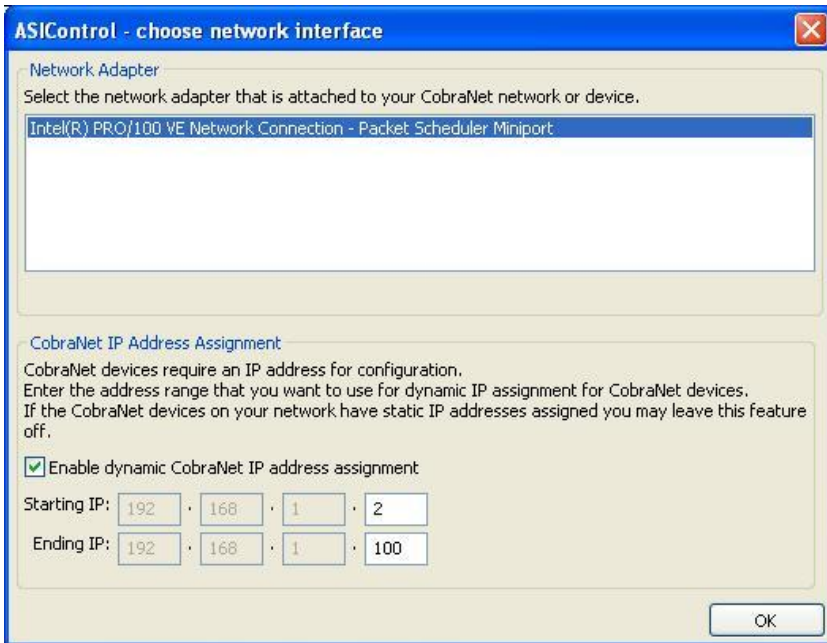 ASIControl - choose network interface
Network Adapter
Select the network adapter that is attached to your CobraNet network or device.
Intel(R) PRO/100 VE Network Connection - Packet Scheduler Miniport
CobraNet IP Address Assignment
CobraNet devices require an IP address for configuration.
Enter the address range that you want to use for dynamic IP assignment for CobraNet devices.
If the CobraNet devices on your network have static IP addresses assigned you may leave this feature
off.
Enable dynamic CobraNet IP address assignment
Starting IP: 192 . 168 . 1 . 2
Ending IP: 192 . 168 . 1 . 100
OK